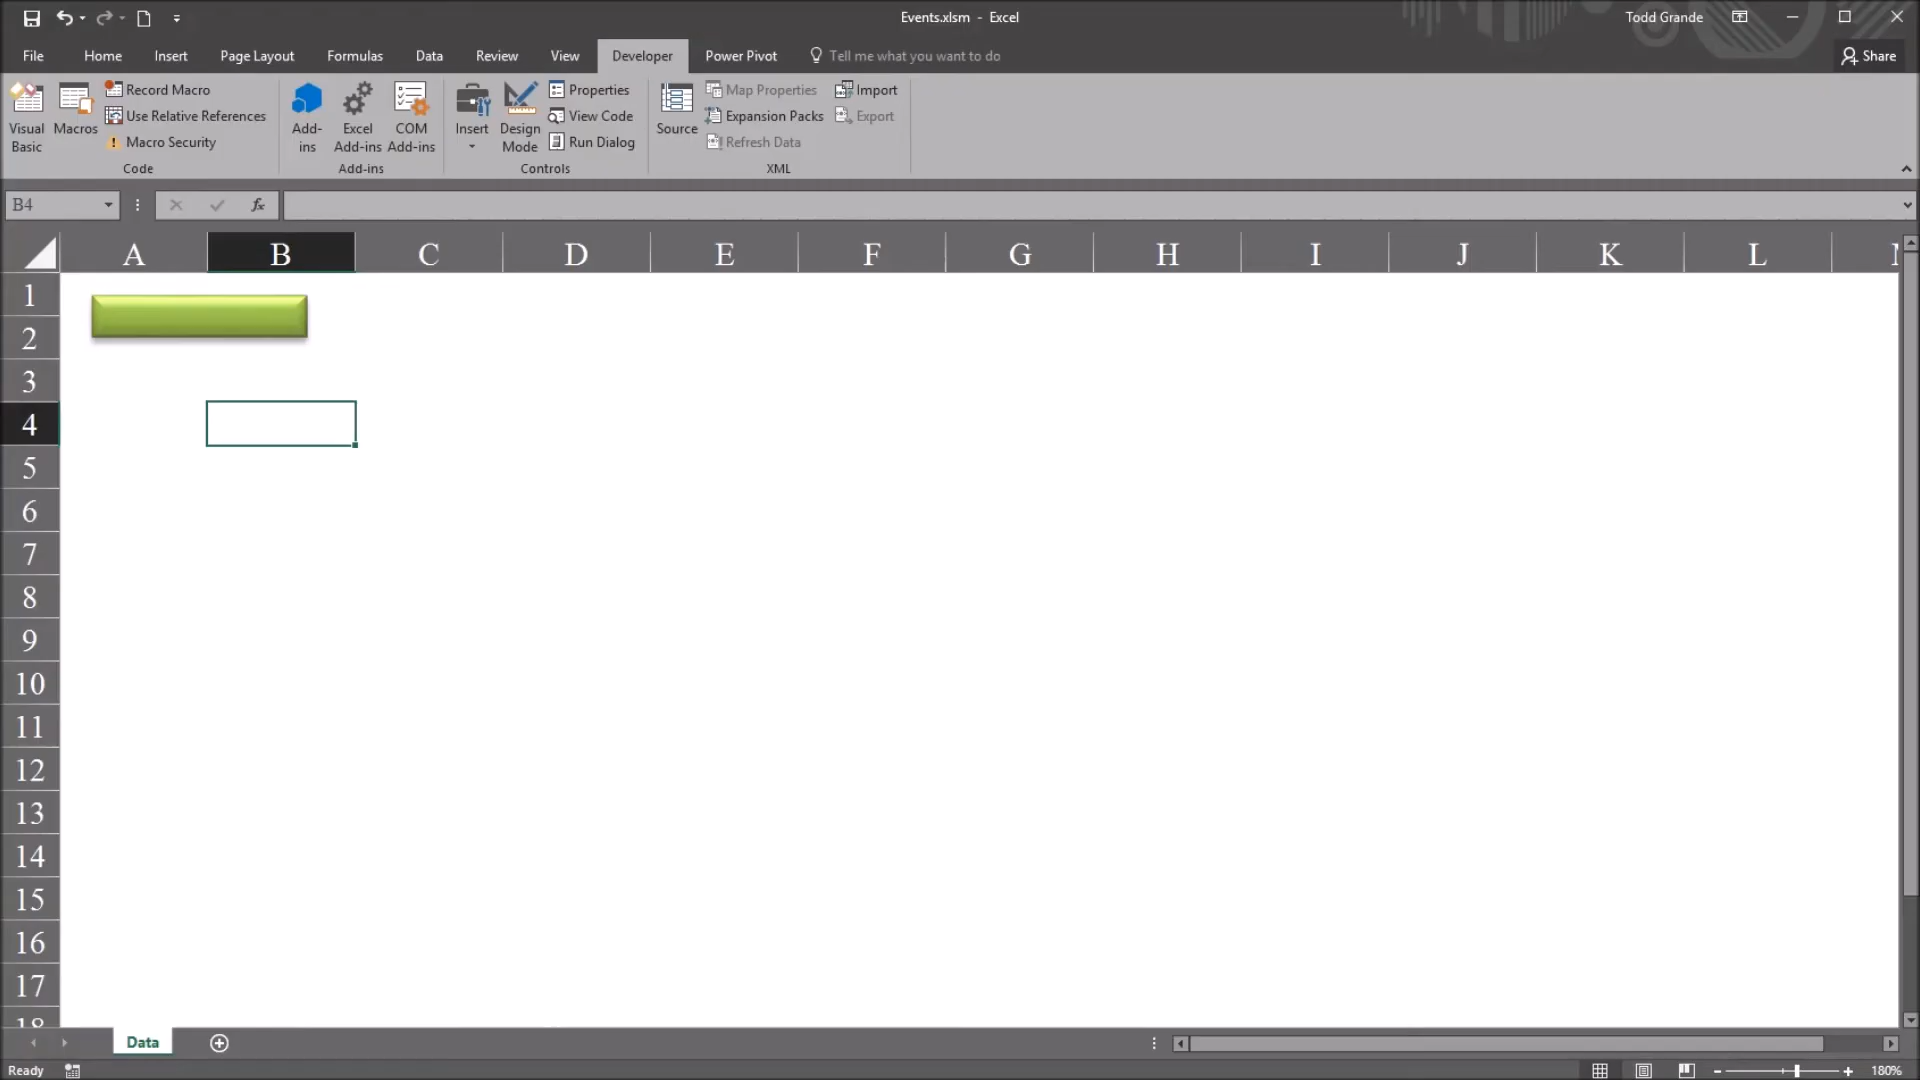 Events.xlsm - Excel
Todd Grande
File Home Insert Page Layout Formulas Data Review View Developer Power Pivot Tell me what you want to do Share
Visual Basic
Macros
Record Macro
Use Relative References
Macro Security
Code
Add-ins
Excel Add-ins
COM Add-ins
Add-ins
Insert
Design Mode
Properties
View Code
Run Dialog
Controls
Source
Map Properties
Expansion Packs
Refresh Data
Import
Export
XML
B4
fx
A B C D E F G H I J K L
1
2
3
4
5
6
7
8
9
10
11
12
13
14
15
16
17
18
Data
Ready
180%